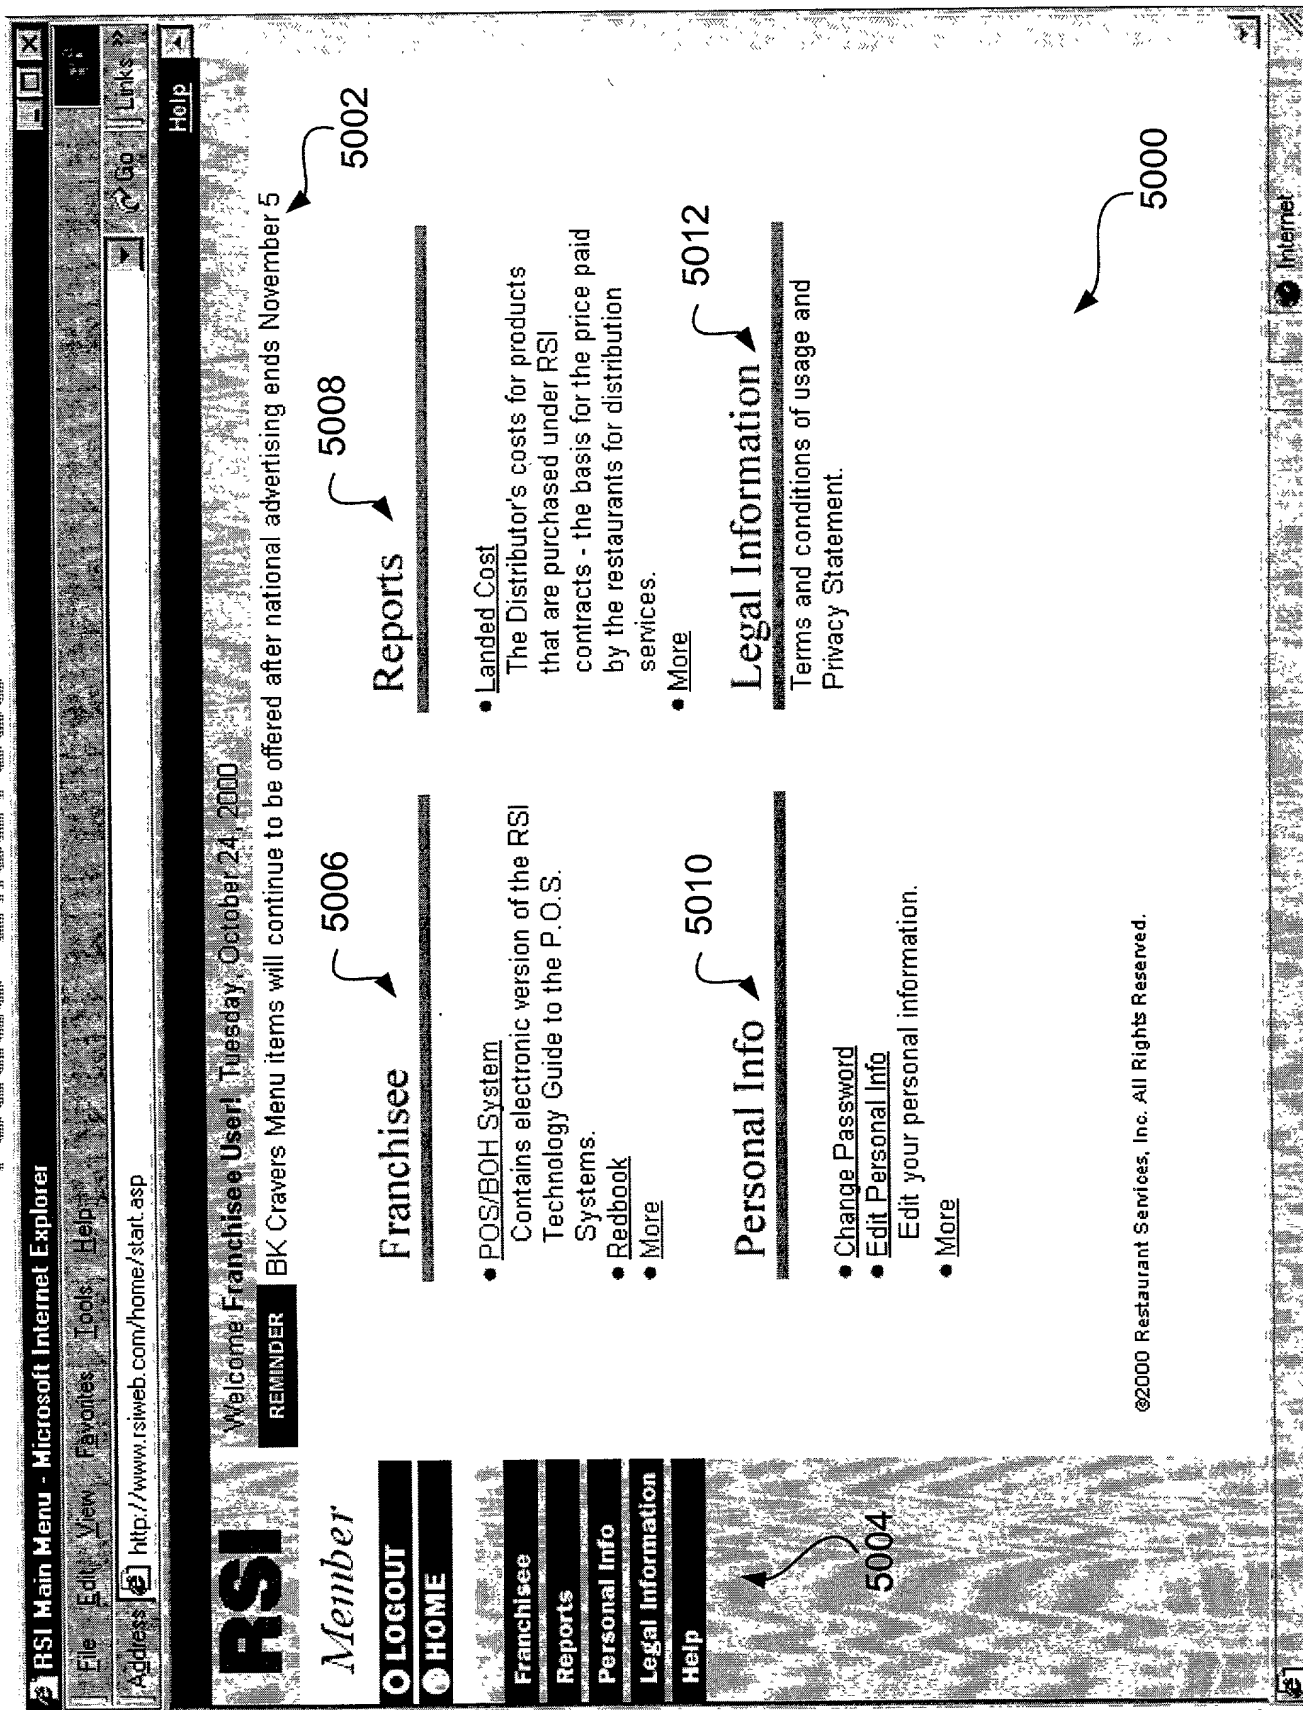 RSI Main Menu - Microsoft Internet Explorer
File Edit View Favorites Tools Help
Address http://www.rsiweb.com/home/start.asp Go Links »
Help
RSI
Welcome Franchisee User! Tuesday, October 24, 2000
REMINDER BK Cravers Menu items will continue to be offered after national advertising ends November 5
5002
Member
LOGOUT
HOME
Franchisee
Reports
Personal Info
Legal Information
Help
5004
5006
Franchisee
• POS/BOH System
Contains electronic version of the RSI
Technology Guide to the P.O.S.
Systems.
• Redbook
• More
5008
Reports
• Landed Cost
The Distributor's costs for products
that are purchased under RSI
contracts - the basis for the price paid
by the restaurants for distribution
services.
• More
5010
Personal Info
• Change Password
• Edit Personal Info
Edit your personal information.
• More
5012
Legal Information
Terms and conditions of usage and
Privacy Statement.
5000
©2000 Restaurant Services, Inc. All Rights Reserved.
Internet